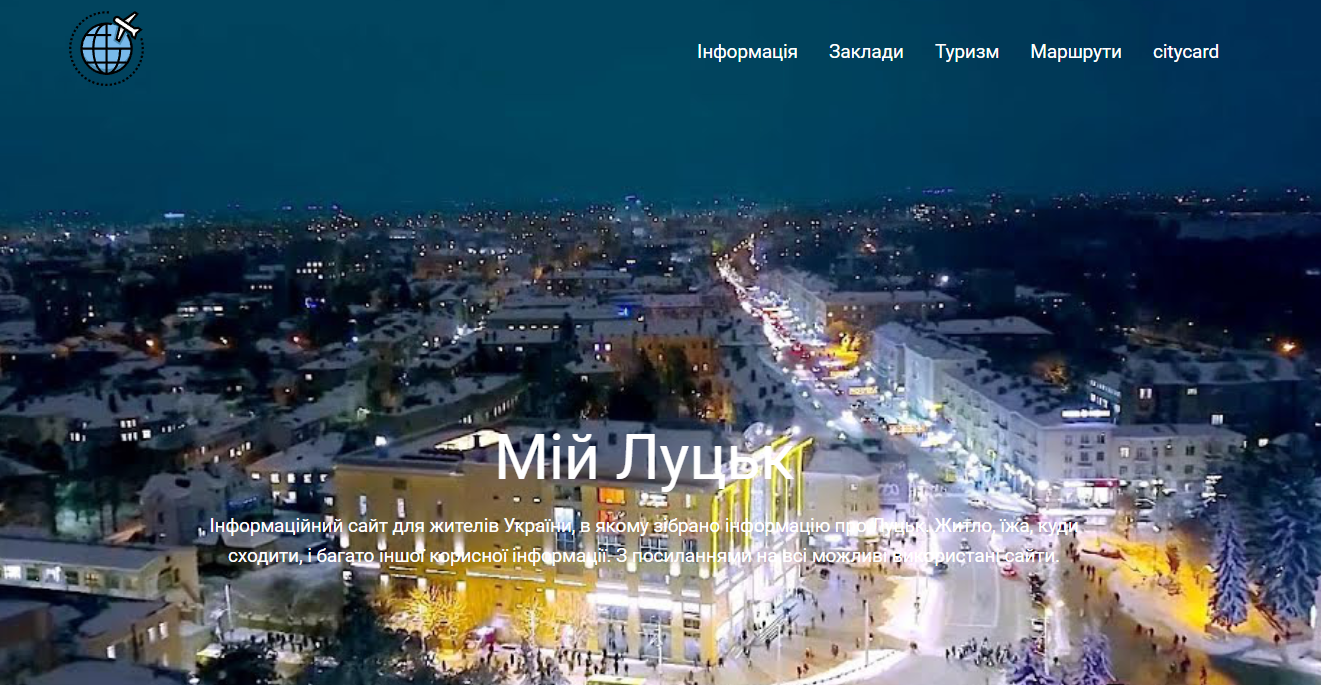 Інформація Заклади Туризм Маршрути citycard
Мій Луцьк
Інформаційний сайт для жителів України, в якому зібрано інформацію про Луцьк. Житло, їжа, куди
сходити, і багато іншої корисної інформації. З посиланнями на всі можливі використані сайти.